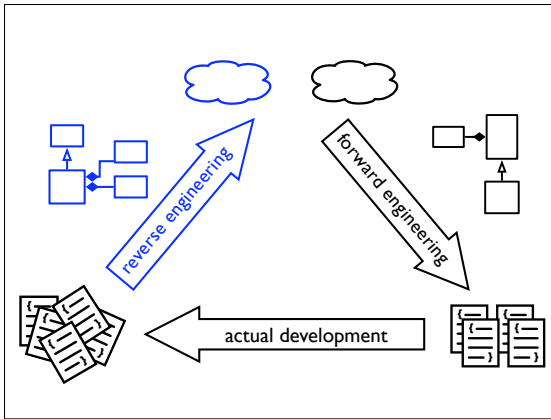 reverse engineering
forward engineering
actual development